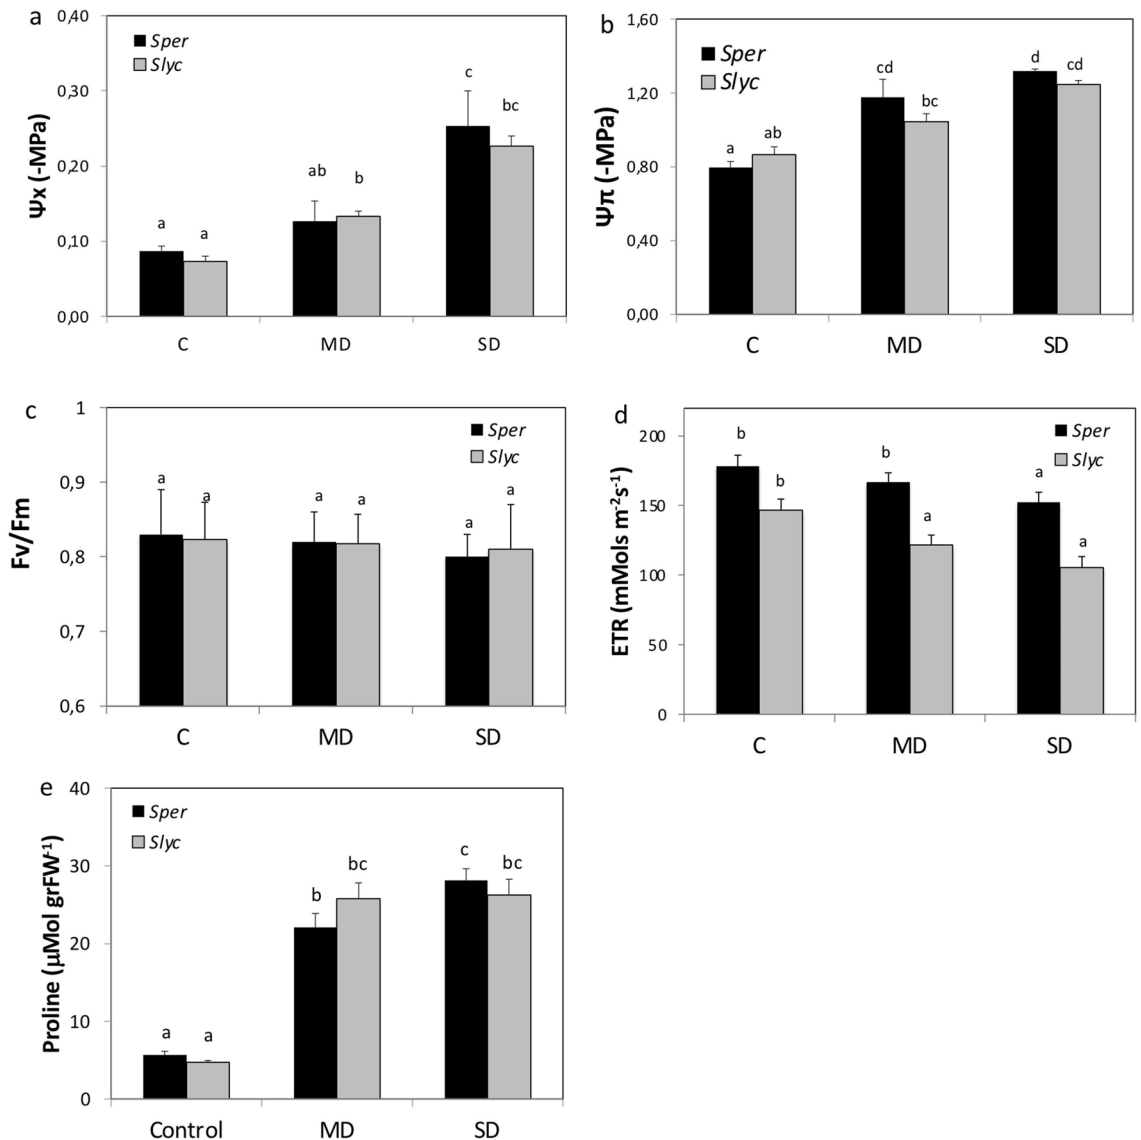 a
0,40
0,30
0,20
0,10
0,00
Ψx (-MPa)
Sper
Slyc
a
a
ab
b
c
bc
C MD SD
b
1,60
1,20
0,80
0,40
0,00
Ψπ (-MPa)
Sper
Slyc
a
ab
cd
bc
d
cd
C MD SD
c
1
0,9
0,8
0,7
0,6
Fv/Fm
Sper
Slyc
a
a
a
a
a
a
C MD SD
d
200
150
100
50
0
ETR (mMols m⁻²s⁻¹)
Sper
Slyc
b
b
b
a
a
a
C MD SD
e
40
30
20
10
0
Proline (µMol grFW⁻¹)
Sper
Slyc
a
a
b
bc
c
bc
Control MD SD